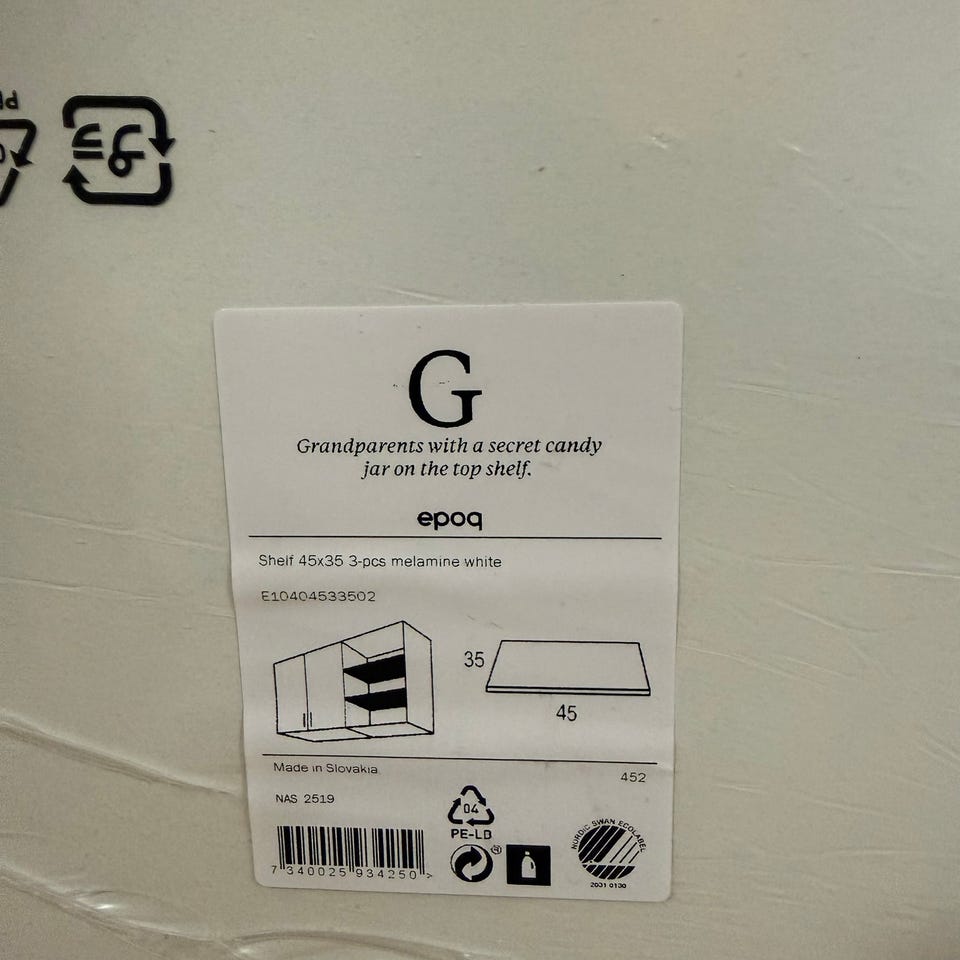 G
Grandparents with a secret candy
jar on the top shelf.
epoq
Shelf 45x35 3-pcs melamine white
E10404533502
35
45
Made in Slovakia
452
NAS 2519
04
PE-LD
7 340025 934250 >
NORDIC SWAN ECOLABEL
2031 0130